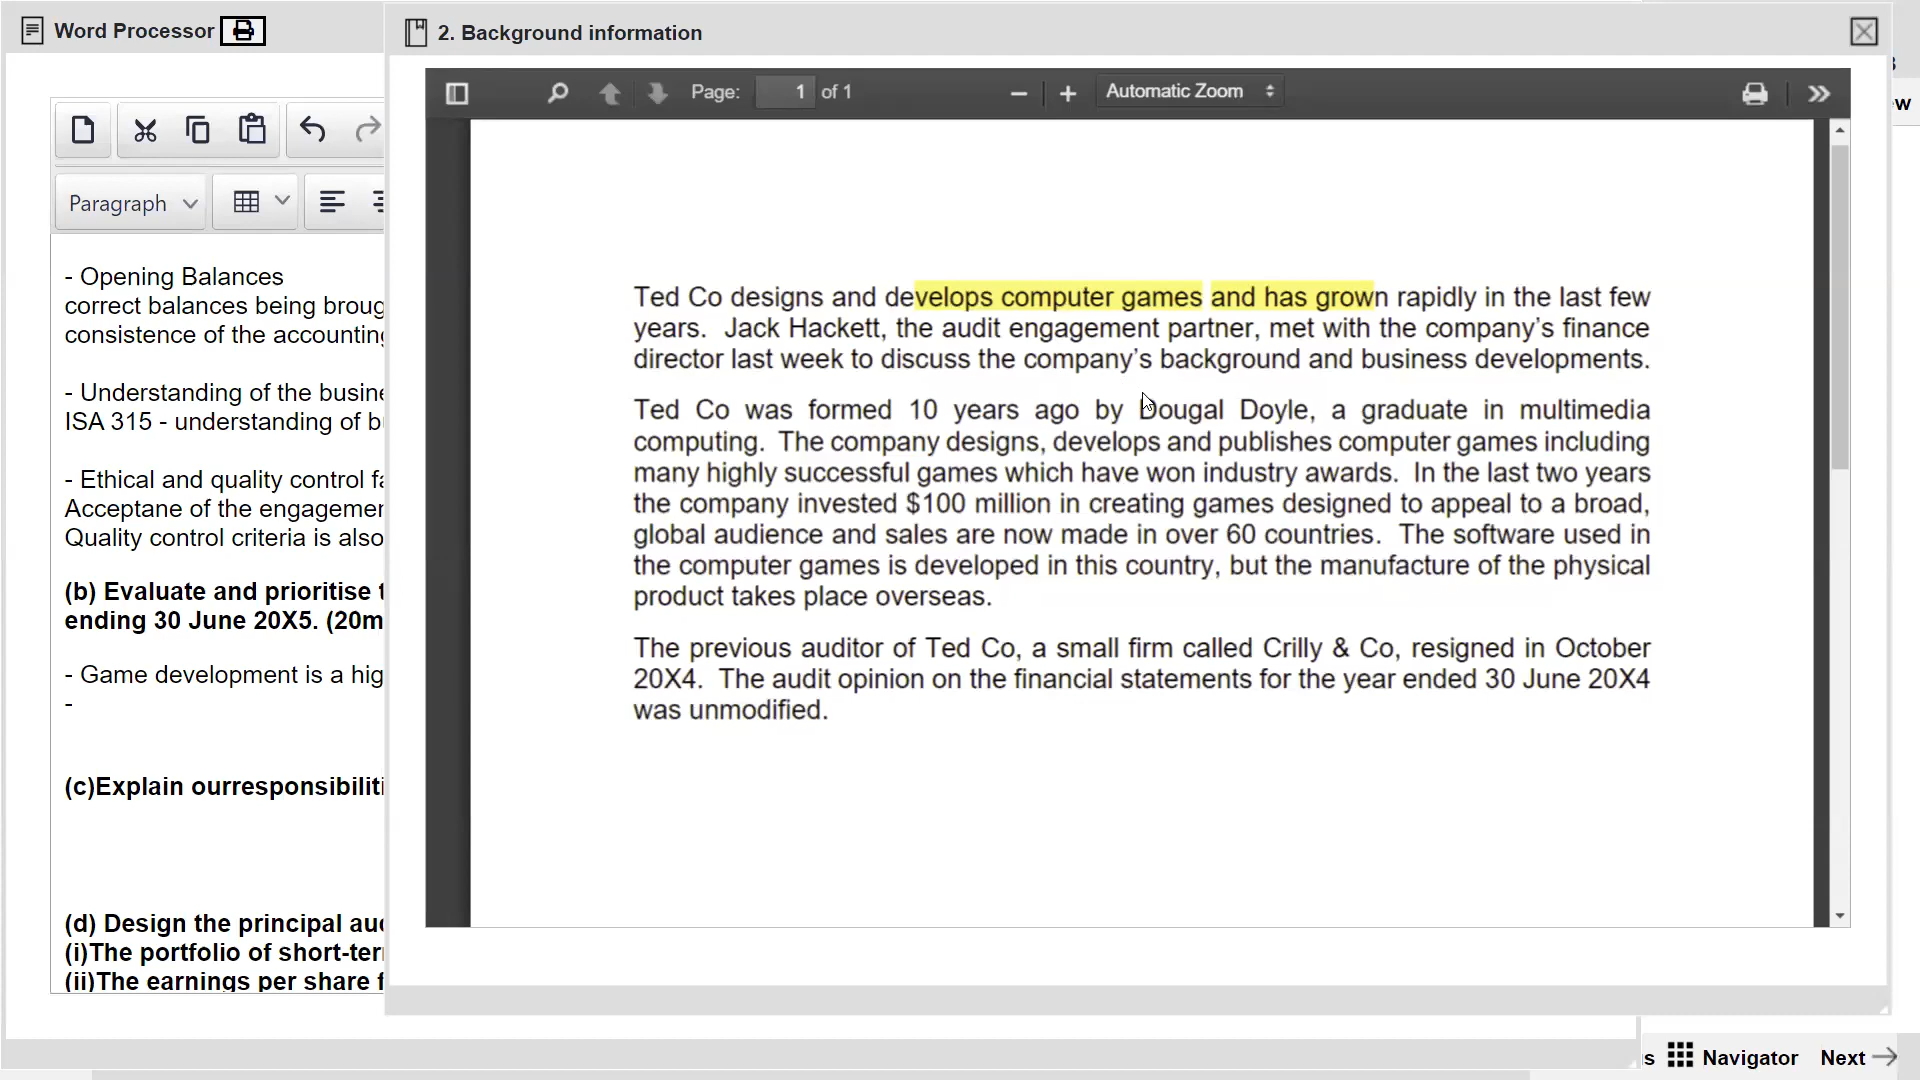 Word Processor
2. Background information
Page: 1 of 1
Automatic Zoom
ew
Paragraph
- Opening Balances
correct balances being broug
consistence of the accounting
- Understanding of the busine
ISA 315 - understanding of b
- Ethical and quality control fa
Acceptane of the engagemen
Quality control criteria is also
(b) Evaluate and prioritise t
ending 30 June 20X5. (20m
- Game development is a hig
-
(c)Explain ourresponsibiliti
(d) Design the principal aud
(i)The portfolio of short-ter
(ii)The earnings per share f
Ted Co designs and develops computer games and has grown rapidly in the last few
years. Jack Hackett, the audit engagement partner, met with the company's finance
director last week to discuss the company's background and business developments.
Ted Co was formed 10 years ago by Dougal Doyle, a graduate in multimedia
computing. The company designs, develops and publishes computer games including
many highly successful games which have won industry awards. In the last two years
the company invested $100 million in creating games designed to appeal to a broad,
global audience and sales are now made in over 60 countries. The software used in
the computer games is developed in this country, but the manufacture of the physical
product takes place overseas.
The previous auditor of Ted Co, a small firm called Crilly & Co, resigned in October
20X4. The audit opinion on the financial statements for the year ended 30 June 20X4
was unmodified.
s Navigator Next